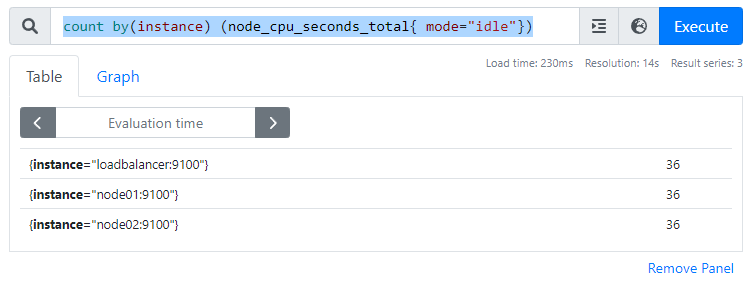 count by(instance) (node_cpu_seconds_total{ mode="idle"})
Execute
Table
Graph
Load time: 230ms Resolution: 14s Result series: 3
Evaluation time
{instance="loadbalancer:9100"} 36
{instance="node01:9100"} 36
{instance="node02:9100"} 36
Remove Panel